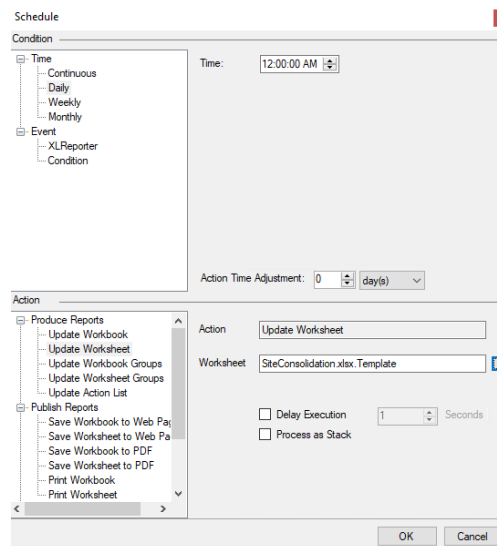 Schedule
Condition
Time
Continuous
Daily
Weekly
Monthly
Event
XLReporter
Condition
Time: 12:00:00 AM
Action Time Adjustment: 0 day(s)
Action
Produce Reports
Update Workbook
Update Worksheet
Update Workbook Groups
Update Worksheet Groups
Update Action List
Publish Reports
Save Workbook to Web Pag
Save Worksheet to Web Pa
Save Workbook to PDF
Save Worksheet to PDF
Print Workbook
Print Worksheet
Action Update Worksheet
Worksheet SiteConsolidation.xlsx.Template
Delay Execution 1 Seconds
Process as Stack
OK Cancel